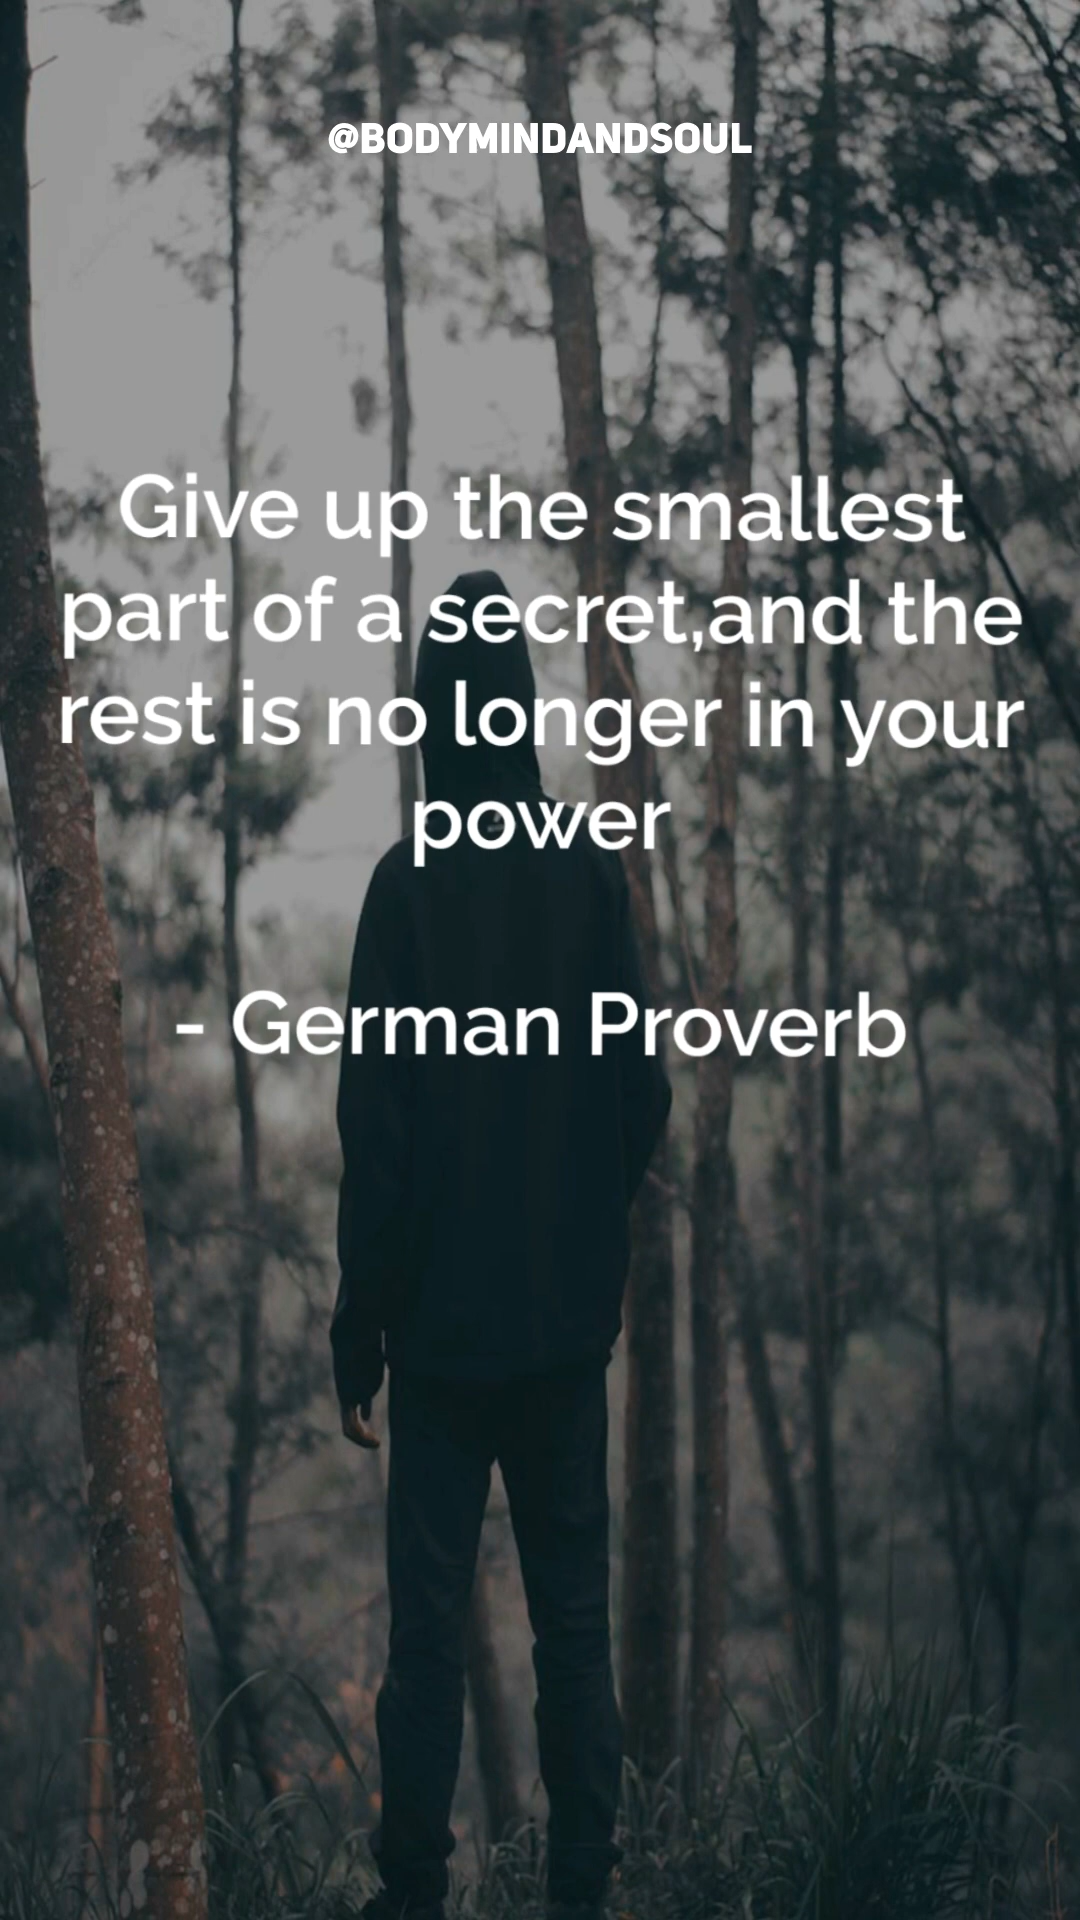 @BODYMINDANDSOUL
Give up the smallest
part of a secret,and the
rest is no longer in your
power
- German Proverb